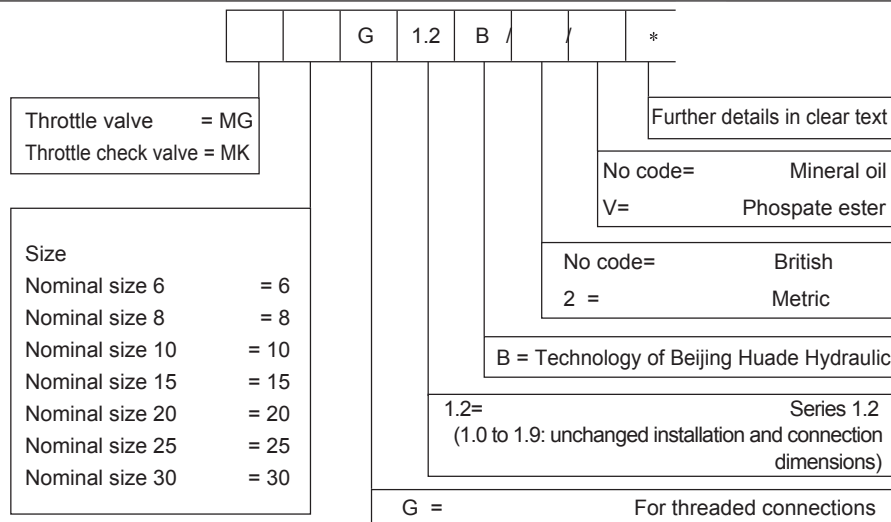 G 1.2 B / / *
Throttle valve = MG
Throttle check valve = MK
Further details in clear text
No code= Mineral oil
V= Phospate ester
Size
Nominal size 6 = 6
Nominal size 8 = 8
Nominal size 10 = 10
Nominal size 15 = 15
Nominal size 20 = 20
Nominal size 25 = 25
Nominal size 30 = 30
No code= British
2 = Metric
B = Technology of Beijing Huade Hydraulic
1.2= Series 1.2
(1.0 to 1.9: unchanged installation and connection
dimensions)
G = For threaded connections